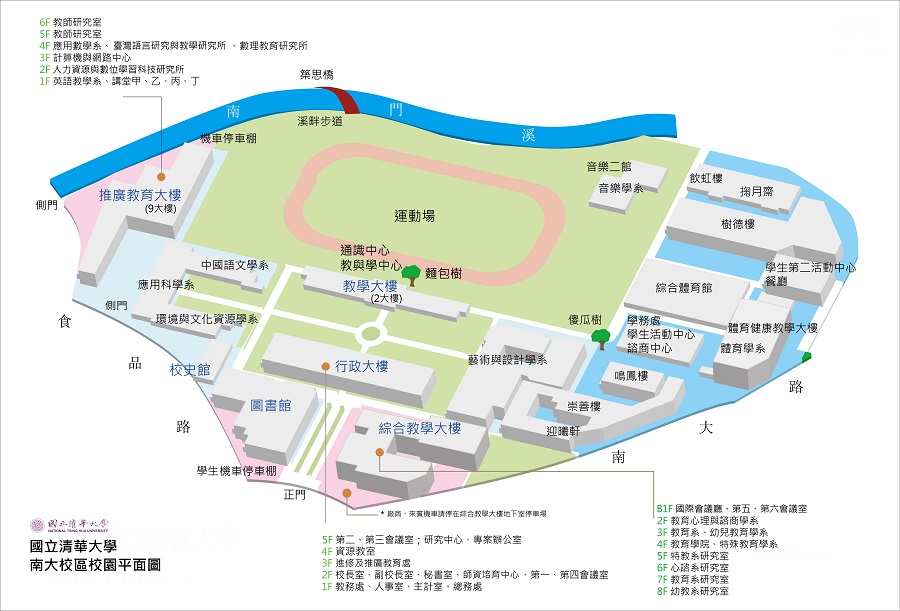 6F 教師研究室
5F 教師研究室
4F 應用數學系、臺灣語言研究與教學研究所、數理教育研究所
3F 計算機與網路中心
2F 人力資源與數位學習科技研究所
1F 英語教學系、講堂甲、乙、丙、丁
築思橋
南
門
溪
溪畔步道
機車停車棚
推廣教育大樓
(9大樓)
側門
運動場
音樂二館
音樂學系
飲虹樓
掬月齋
樹德樓
學生第二活動中心
餐廳
綜合體育館
體育健康教學大樓
體育學系
通識中心
教與學中心
麵包樹
教學大樓
(2大樓)
中國語文學系
應用科學系
環境與文化資源學系
側門
食
品
路
校史館
圖書館
行政大樓
傻瓜樹
學務處
學生活動中心
諮商中心
藝術與設計學系
鳴鳳樓
崇善樓
迎曦軒
綜合教學大樓
南
大
路
學生機車停車棚
正門
* 廠商、來賓機車請停在綜合教學大樓地下室停車場
5F 第二、第三會議室；研究中心、專案辦公室
4F 資源教室
3F 進修及推廣教育處
2F 校長室、副校長室、秘書室、師資培育中心、第一、第四會議室
1F 教務處、人事室、主計室、總務處
B1F 國際會議廳、第五、第六會議室
2F 教育心理與諮商學系
3F 教育系、幼兒教育學系
4F 教育學院、特殊教育學系
5F 特教系研究室
6F 心諮系研究室
7F 教育系研究室
8F 幼教系研究室
國立清華大學
NATIONAL TSING HUA UNIVERSITY
國立清華大學
南大校區校園平面圖